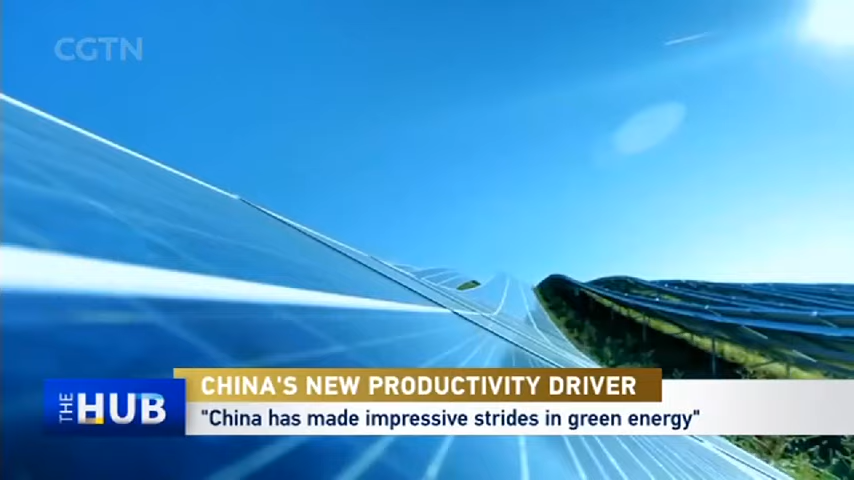 CGTN
CHINA'S NEW PRODUCTIVITY DRIVER
THE HUB
"China has made impressive strides in green energy"